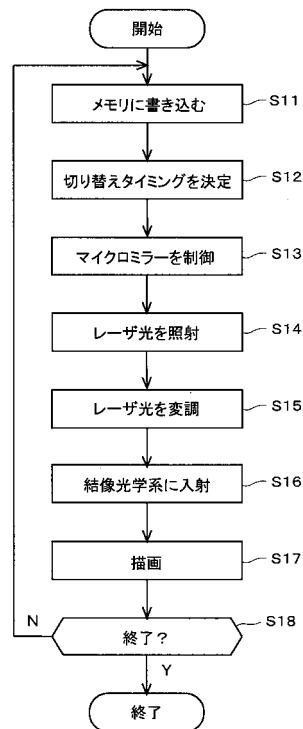 開始
メモリに書き込む S11
切り替えタイミングを決定 S12
マイクロミラーを制御 S13
レーザ光を照射 S14
レーザ光を変調 S15
結像光学系に入射 S16
描画 S17
N 終了？ S18
Y
終了